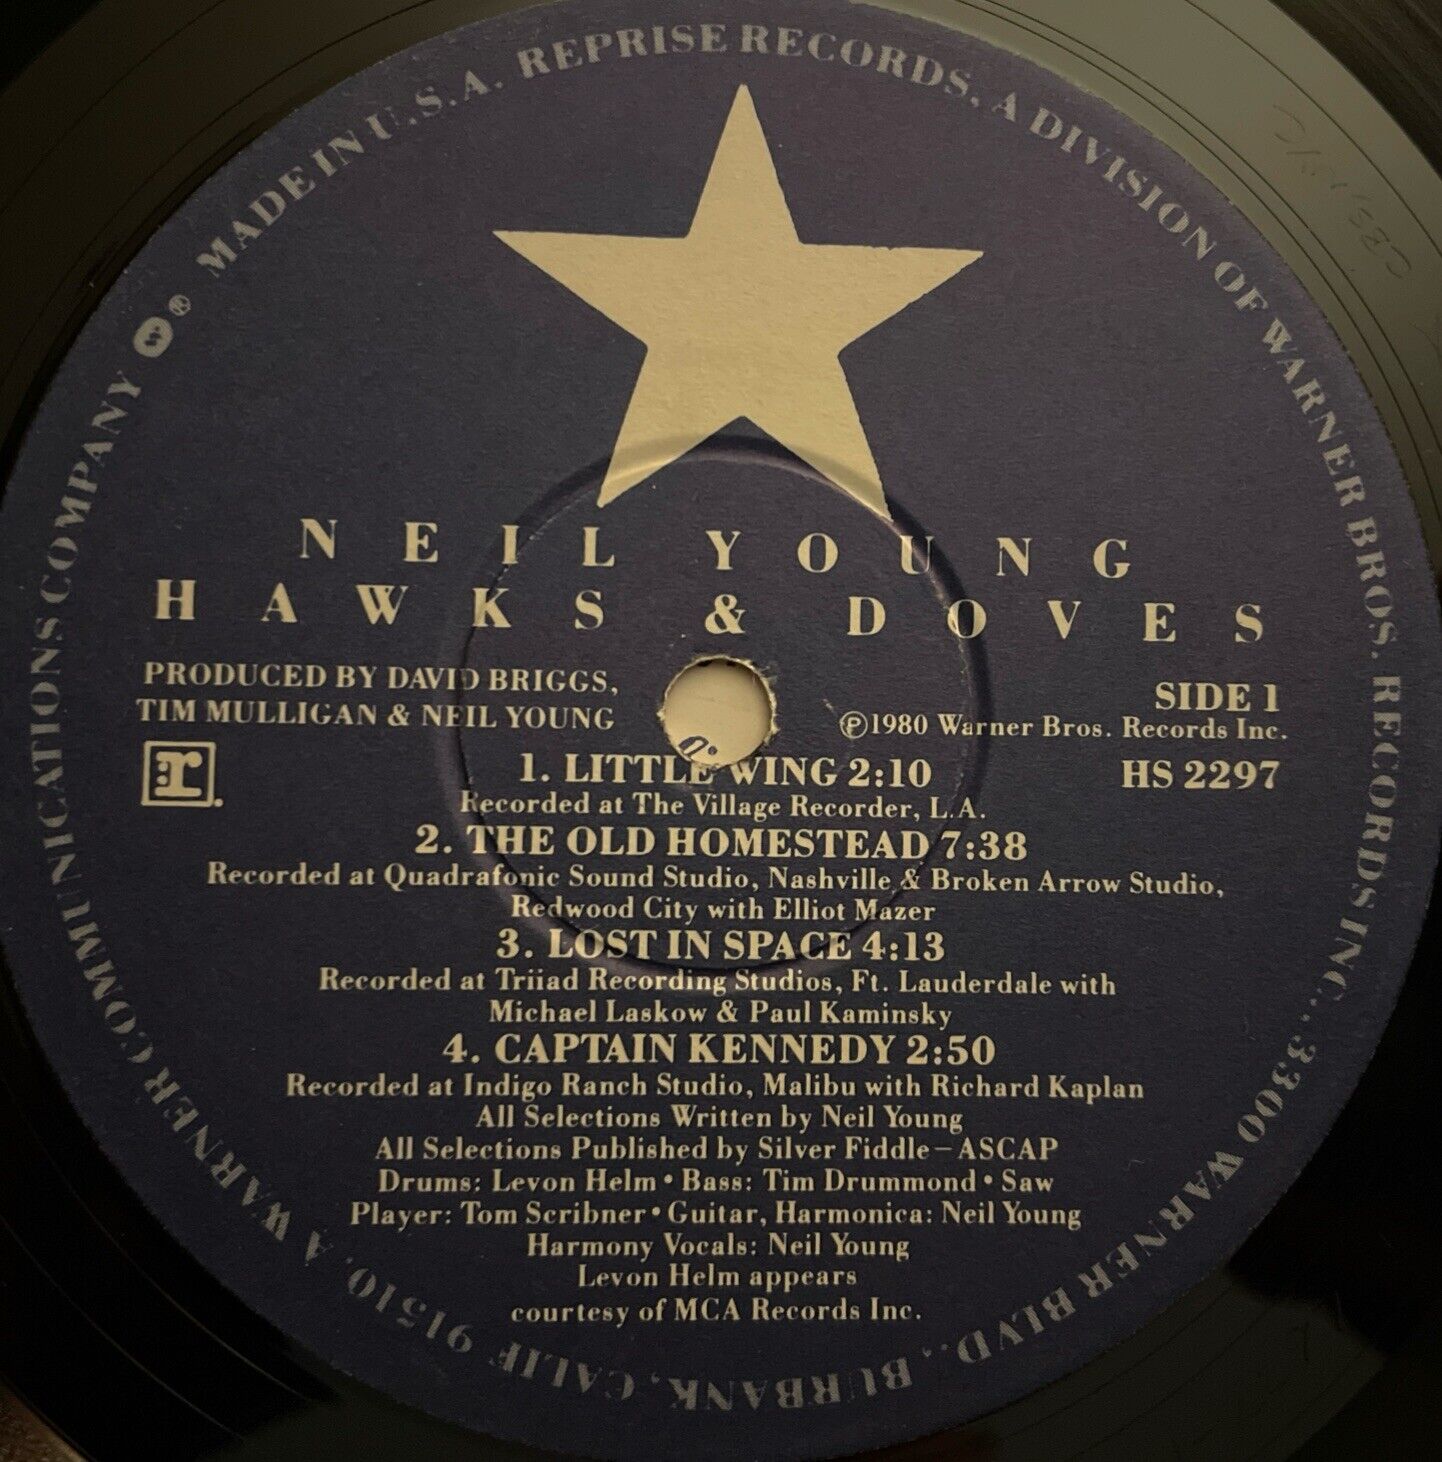 MADE IN U.S.A. REPRISE RECORDS, A DIVISION OF WARNER BROS. RECORDS INC., 3300 WARNER BLVD., BURBANK, CALIF 91510, A WARNER COMMUNICATIONS COMPANY ®
NEIL YOUNG
HAWKS & DOVES
PRODUCED BY DAVID BRIGGS,
TIM MULLIGAN & NEIL YOUNG
SIDE 1
℗1980 Warner Bros. Records Inc.
r.
HS 2297
1. LITTLE WING 2:10
Recorded at The Village Recorder, L.A.
2. THE OLD HOMESTEAD 7:38
Recorded at Quadrafonic Sound Studio, Nashville & Broken Arrow Studio,
Redwood City with Elliot Mazer
3. LOST IN SPACE 4:13
Recorded at Triiad Recording Studios, Ft. Lauderdale with
Michael Laskow & Paul Kaminsky
4. CAPTAIN KENNEDY 2:50
Recorded at Indigo Ranch Studio, Malibu with Richard Kaplan
All Selections Written by Neil Young
All Selections Published by Silver Fiddle—ASCAP
Drums: Levon Helm • Bass: Tim Drummond • Saw
Player: Tom Scribner • Guitar, Harmonica: Neil Young
Harmony Vocals: Neil Young
Levon Helm appears
courtesy of MCA Records Inc.